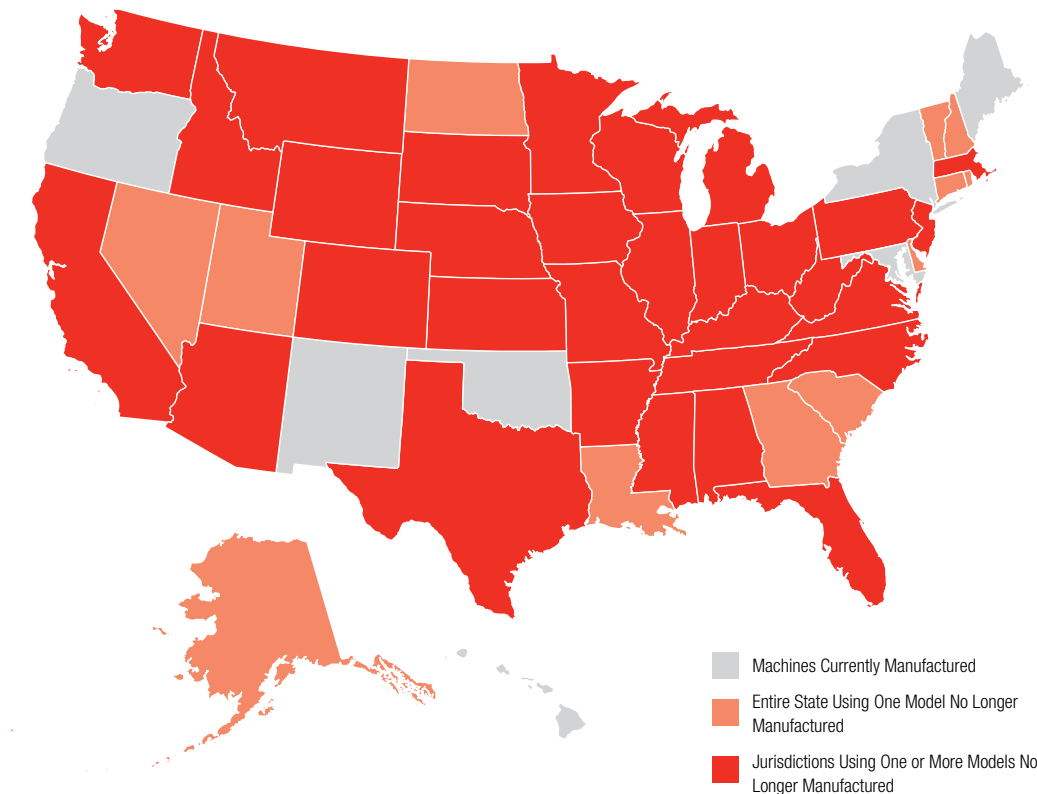 Machines Currently Manufactured
Entire State Using One Model No Longer
Manufactured
Jurisdictions Using One or More Models No
Longer Manufactured